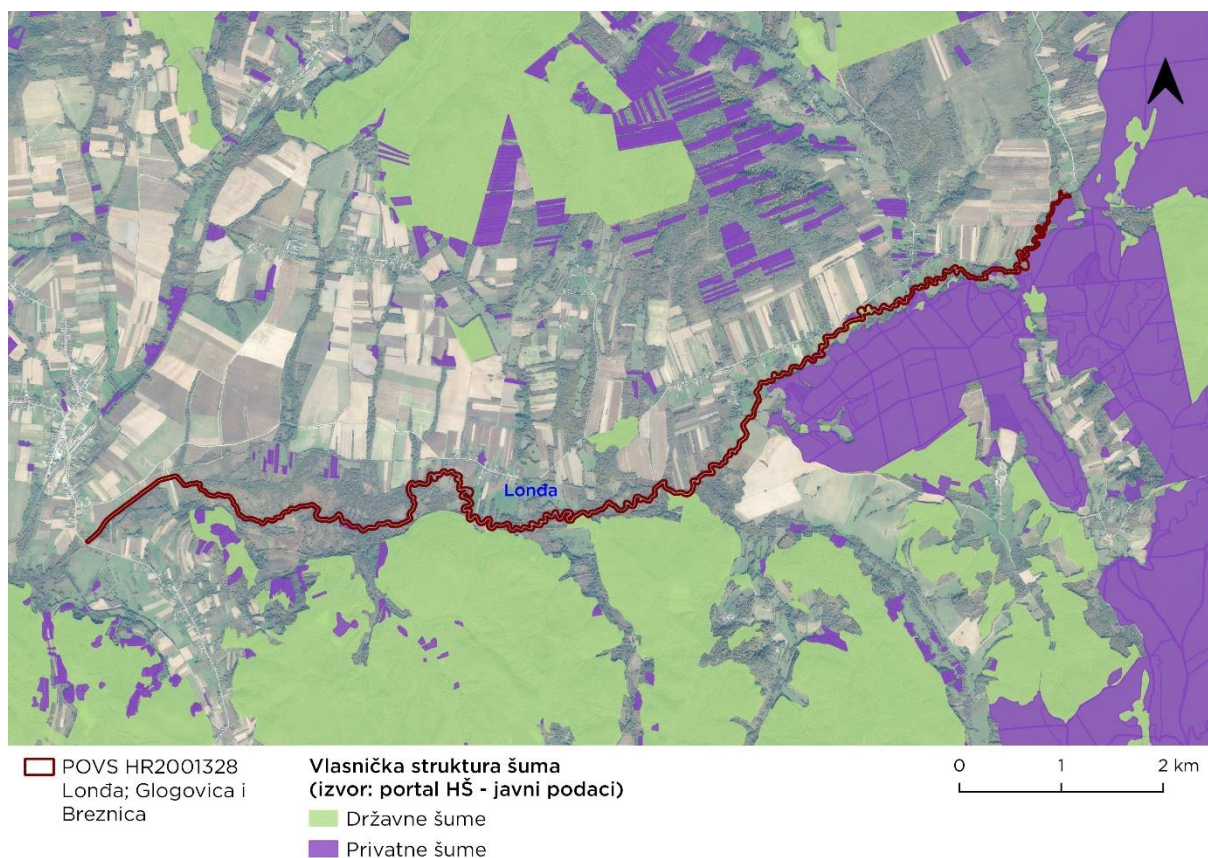 Lonđa
POVS HR2001328
Lonđa; Glogovica i
Breznica
Vlasnička struktura šuma
(izvor: portal HŠ - javni podaci)
Državne šume
Privatne šume
0 1 2 km